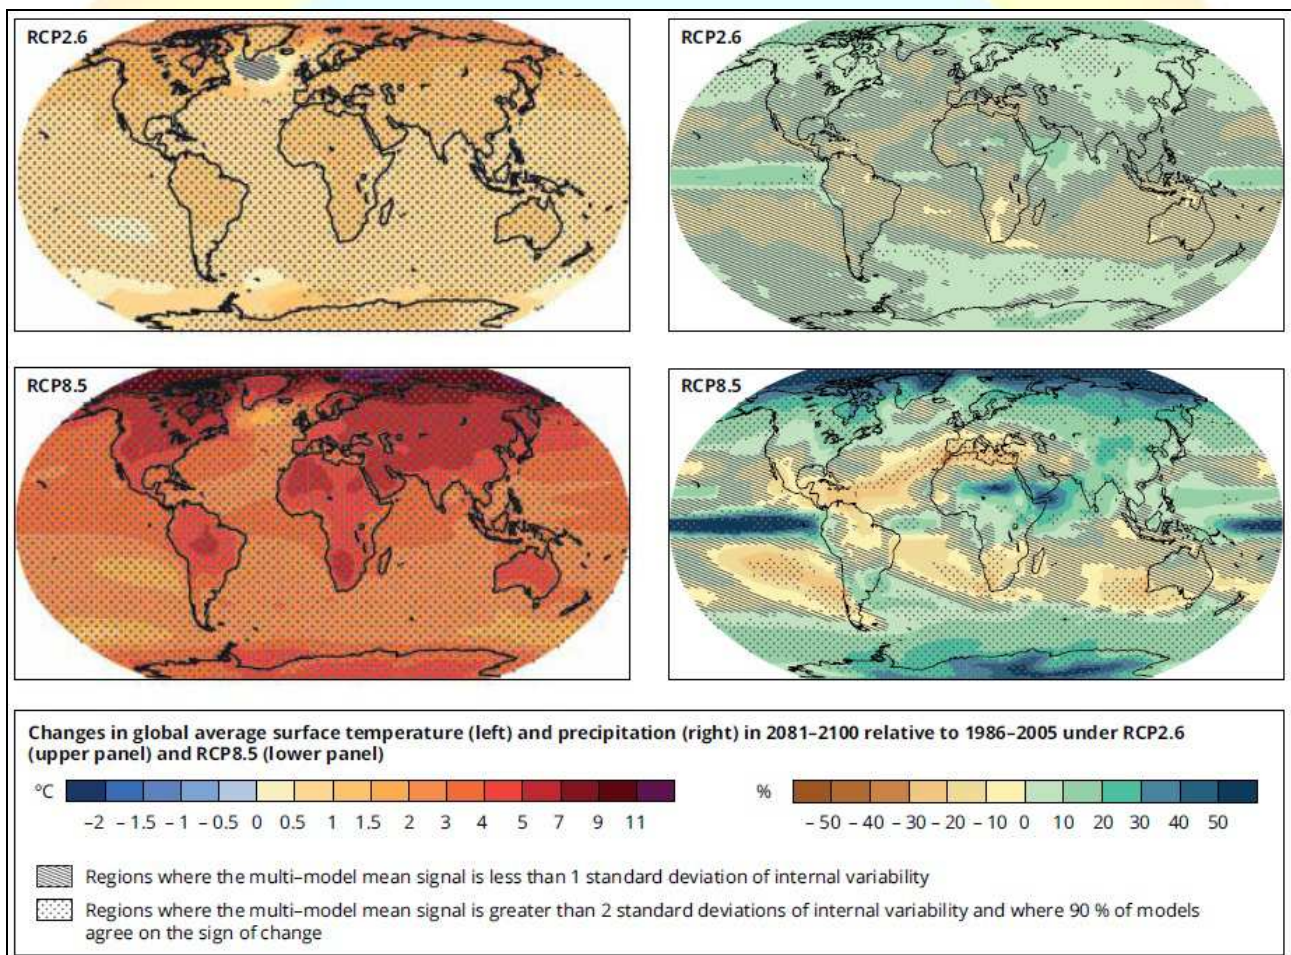 RCP2.6
RCP2.6
RCP8.5
RCP8.5
Changes in global average surface temperature (left) and precipitation (right) in 2081–2100 relative to 1986–2005 under RCP2.6
(upper panel) and RCP8.5 (lower panel)
°C
–2 – 1.5 – 1 – 0.5 0 0.5 1 1.5 2 3 4 5 7 9 11
%
– 50 – 40 – 30 – 20 – 10 0 10 20 30 40 50
Regions where the multi–model mean signal is less than 1 standard deviation of internal variability
Regions where the multi–model mean signal is greater than 2 standard deviations of internal variability and where 90 % of models
agree on the sign of change